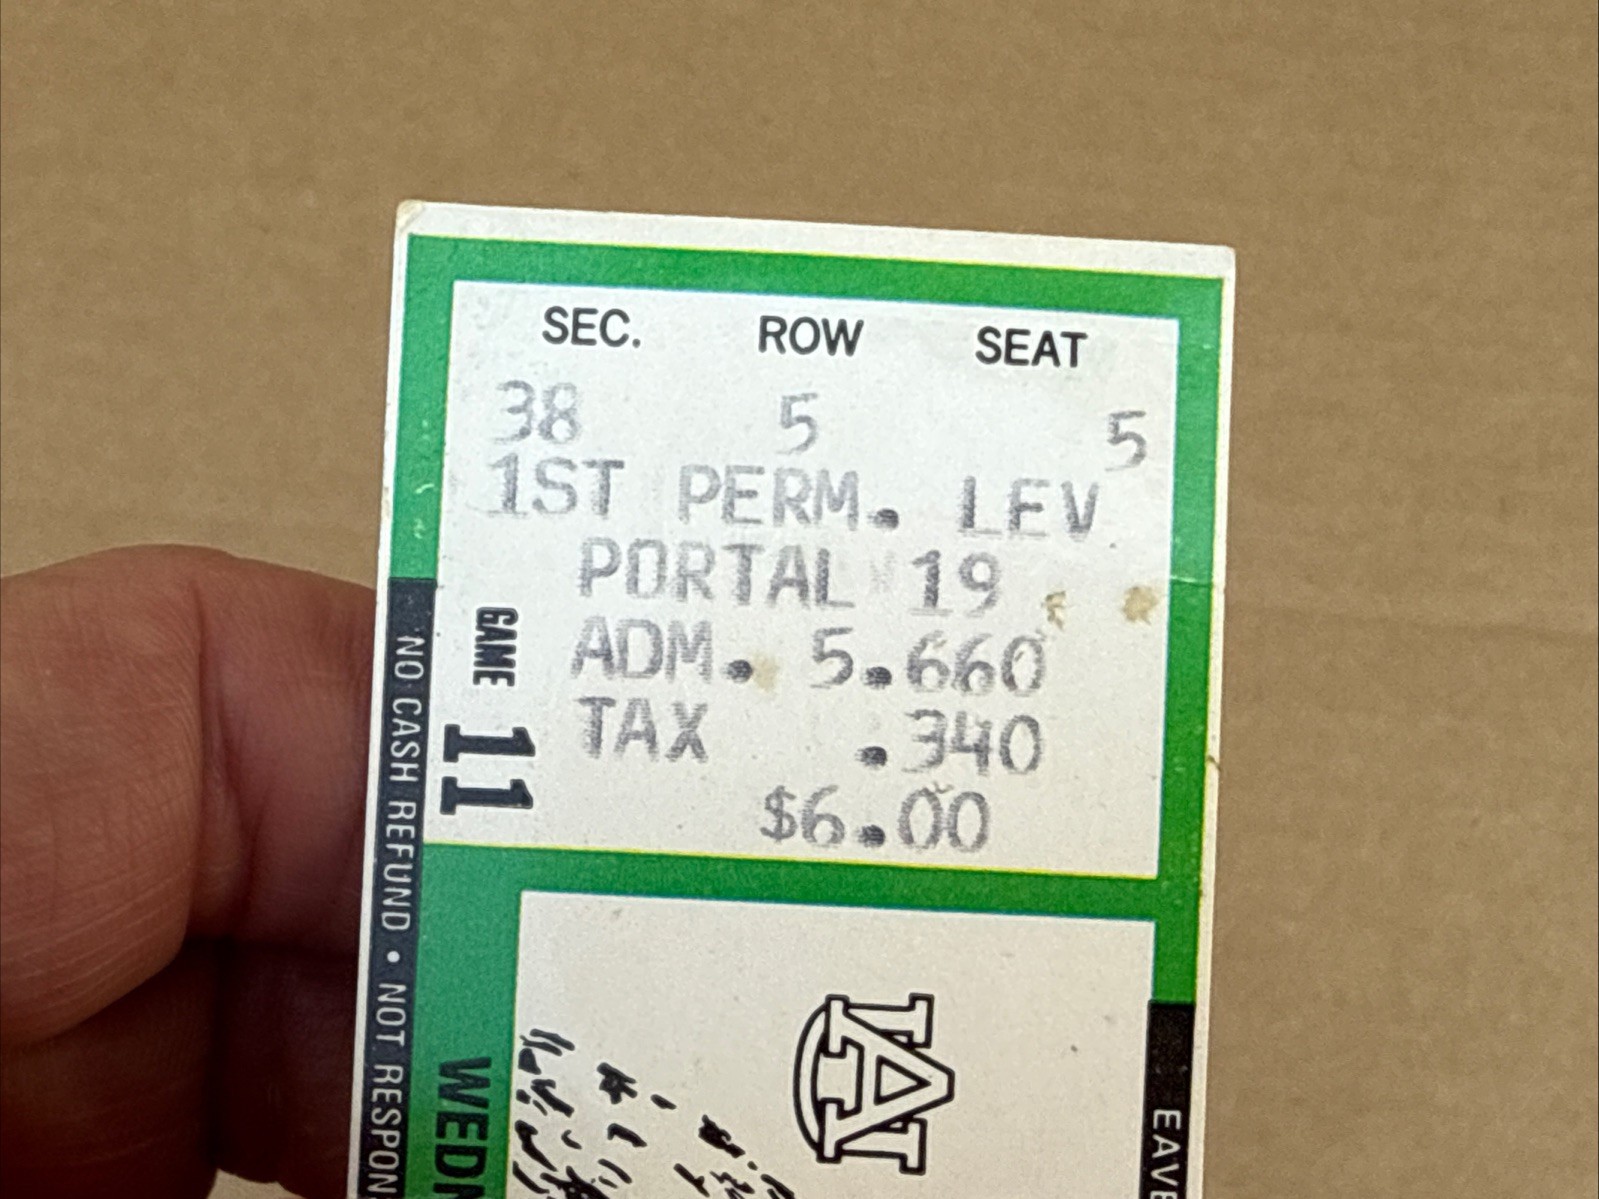 SEC. ROW SEAT
38 5 5
1ST PERM. LEV
PORTAL 19
ADM. 5.660
TAX .340
$6.00
GAME 11
NO CASH REFUND • NOT RESPON
WEDN
UA
EAVE